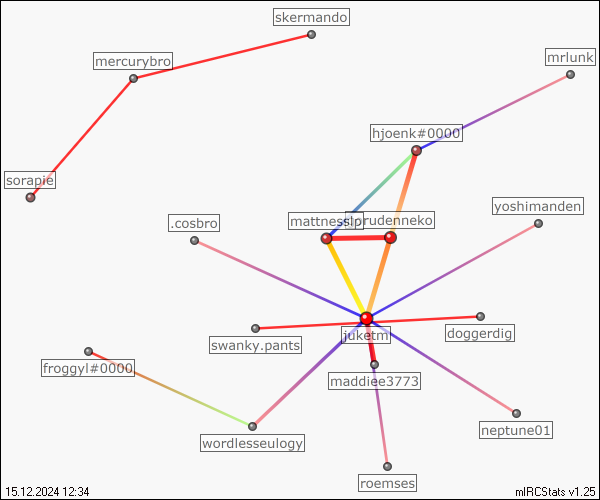 skermando
mercurybro
mrlunk
hjoenk#0000
sorapie
yoshimanden
.cosbro
prudenneko
juketm
swanky.pants
doggerdig
froggyl#0000
maddiee3773
neptune01
wordlesseulogy
roemses
15.12.2024 12:34
mIRCStats v1.25